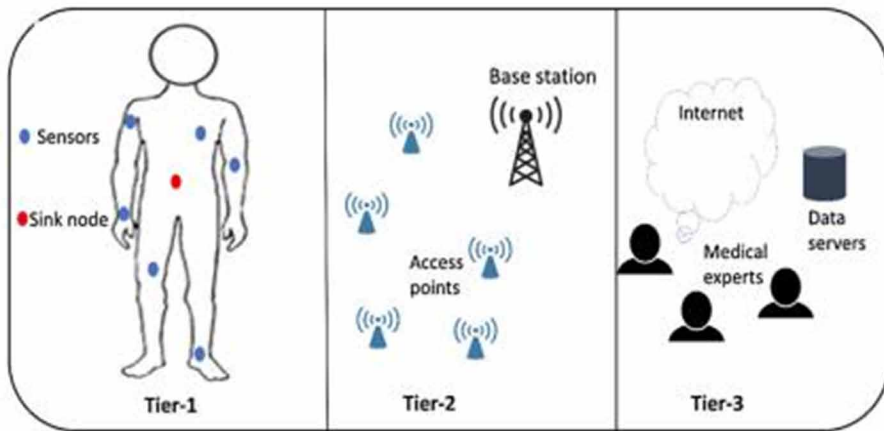 Sensors
Sink node
Tier-1
Base station
Access
points
Tier-2
Internet
Data
servers
Medical
experts
Tier-3